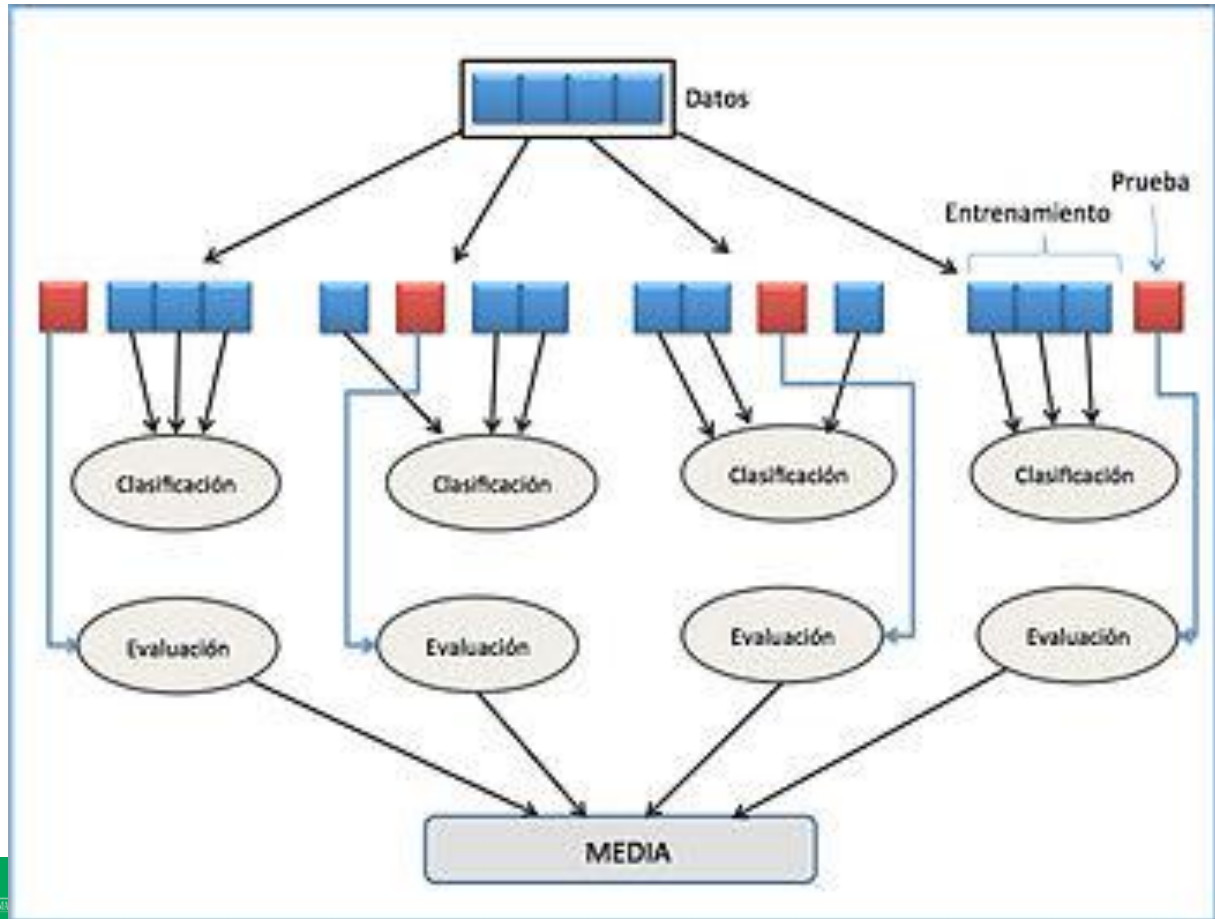 Datos
Prueba
Entrenamiento
Clasificación
Clasificación
Clasificación
Clasificación
Evaluación
Evaluación
Evaluación
Evaluación
MEDIA